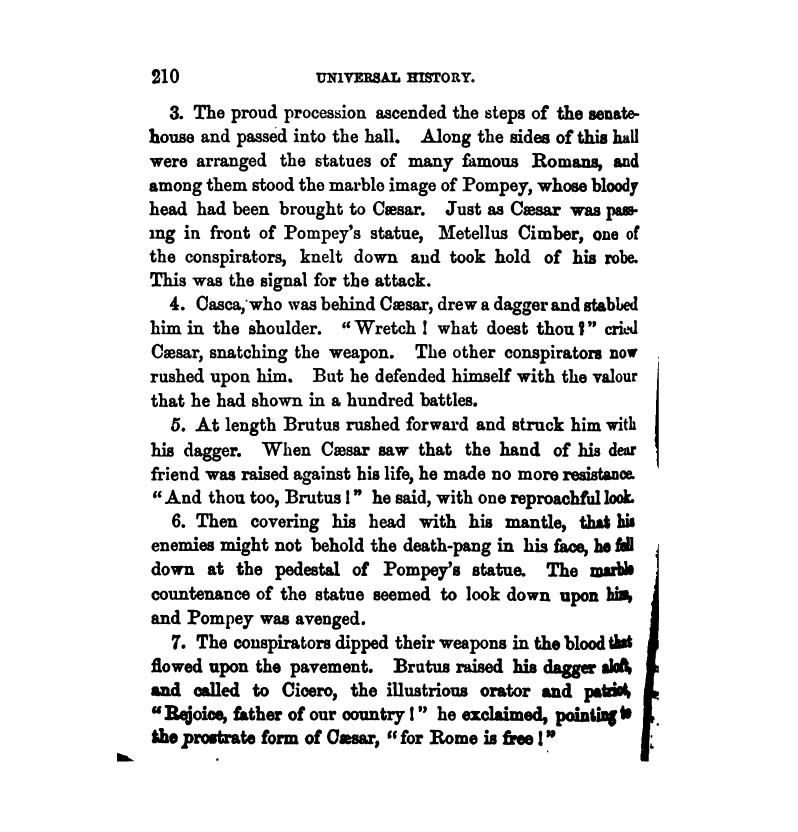 210 UNIVERSAL HISTORY.
3. The proud procession ascended the steps of the senate-
house and passed into the hall. Along the sides of this hall
were arranged the statues of many famous Romans, and
among them stood the marble image of Pompey, whose bloody
head had been brought to Cæsar. Just as Cæsar was pass-
ing in front of Pompey's statue, Metellus Cimber, one of
the conspirators, knelt down and took hold of his robe.
This was the signal for the attack.
4. Casca, who was behind Cæsar, drew a dagger and stabbed
him in the shoulder. "Wretch! what doest thou?" cried
Cæsar, snatching the weapon. The other conspirators now
rushed upon him. But he defended himself with the valour
that he had shown in a hundred battles.
5. At length Brutus rushed forward and struck him with
his dagger. When Cæsar saw that the hand of his dear
friend was raised against his life, he made no more resistance.
"And thou too, Brutus!" he said, with one reproachful look.
6. Then covering his head with his mantle, that his
enemies might not behold the death-pang in his face, he fell
down at the pedestal of Pompey's statue. The marble
countenance of the statue seemed to look down upon him,
and Pompey was avenged.
7. The conspirators dipped their weapons in the blood that
flowed upon the pavement. Brutus raised his dagger aloft,
and called to Cicero, the illustrious orator and patriot,
"Rejoice, father of our country!" he exclaimed, pointing to
the prostrate form of Cæsar, "for Rome is free!"